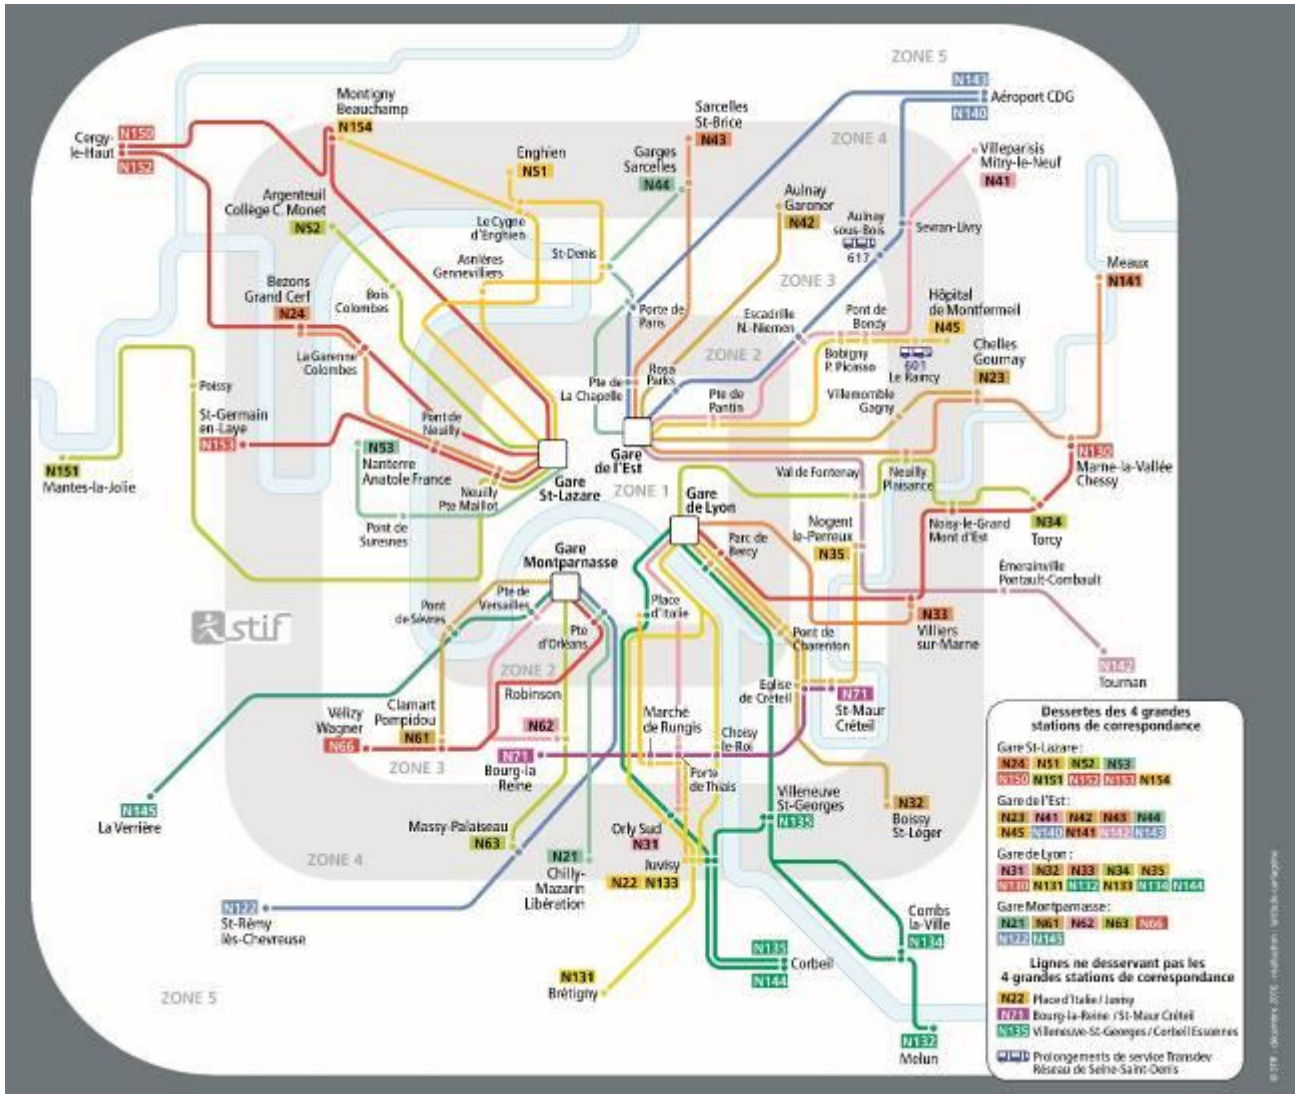 ZONE 5
N143
Aéroport CDG
N140
Montigny
Beauchamp
N154
Sarcelles
St-Brice
N43
ZONE 4
Cergy-
le-Haut
N150
N152
Enghien
N51
Garges
Sarcelles
N44
Villeparisis
Mitry-le-Neuf
N41
Argenteuil
Collège C. Monet
N52
Aulnay
Garonor
N42
Aulnay
sous-Bois
617
Sevran-Livry
Le Cygne
d'Enghien
St-Denis
Asnières
Gennevilliers
ZONE 3
Meaux
N141
Bezons
Grand Cerf
N24
Bois
Colombes
Porte de
Paris
Escadrille
N.-Niemen
Pont de
Bondy
Hôpital
de Montfermeil
N45
La Garenne
Colombes
ZONE 2
Rosa
Parks
Bobigny
P. Picasso
601
Le Raincy
Chelles
Gournay
N23
Poissy
Pte de
La Chapelle
Pte de
Pantin
Villemomble
Gagny
St-Germain
en-Laye
N153
Pont de
Neuilly
N53
Nanterre
Anatole France
Gare
de l'Est
N151
Mantes-la-Jolie
N130
Marne-la-Vallée
Chessy
Val de Fontenay
Neuilly
Plaisance
Gare
St-Lazare
ZONE 1
Neuilly
Pte Maillot
Gare
de Lyon
Pont de
Suresnes
Nogent
le-Perreux
N35
Noisy-le-Grand
Mont d'Est
N34
Torcy
Parc de
Bercy
Gare
Montparnasse
Émerainville
Pontault-Combault
Pont
de Sèvres
Pte de
Versailles
Place
d'Italie
N33
Villiers
sur-Marne
stif
Pte
d'Orléans
Pont de
Charenton
N142
Tournan
ZONE 2
Robinson
Eglise
de Créteil
N71
St-Maur
Créteil
Vélizy
Wagner
N66
Clamart
Pompidou
N61
N62
Marché
de Rungis
Choisy
le-Roi
ZONE 3
N71
Bourg-la
Reine
Porte
de Thiais
N145
La Verrière
Massy-Palaiseau
N63
Orly Sud
N31
Villeneuve
St-Georges
N135
N32
Boissy
St-Léger
ZONE 4
N21
Chilly-
Mazarin
Libération
Juvisy
N22 N133
N122
St-Rémy
lès-Chevreuse
Combs
la-Ville
N134
N135
Corbeil
N144
N131
Brétigny
ZONE 5
N132
Melun
Dessertes des 4 grandes
stations de correspondance
Gare St-Lazare :
N24 N51 N52 N53
N150 N151 N152 N153 N154
Gare de l'Est :
N23 N41 N42 N43 N44
N45 N140 N141 N142 N143
Gare de Lyon :
N31 N32 N33 N34 N35
N130 N131 N132 N133 N134 N144
Gare Montparnasse :
N21 N61 N62 N63 N66
N122 N145
Lignes ne desservant pas les
4 grandes stations de correspondance
N22 Place d'Italie / Juvisy
N71 Bourg-la-Reine / St-Maur Créteil
N135 Villeneuve-St-Georges / Corbeil Essonnes
Prolongements de service Transdev
Réseau de Seine-Saint-Denis